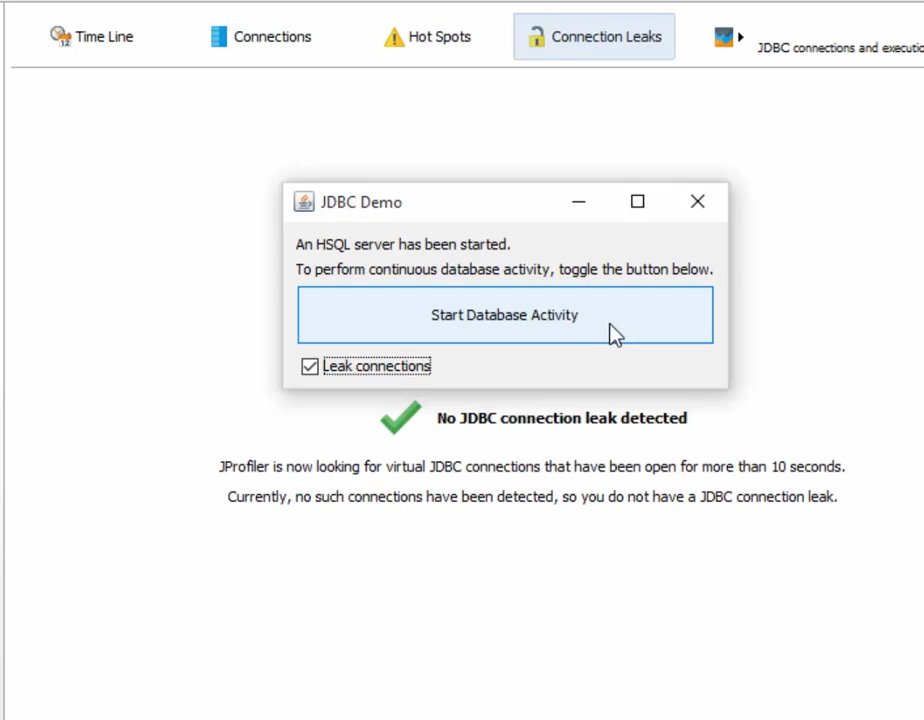 Time Line
Connections
Hot Spots
Connection Leaks
JDBC connections and
JDBC Demo
An HSQL server has been started.
To perform continuous database activity, toggle the button below.
Start Database Activity
Leak connections
No JDBC connection leak detected
JProfiler is now looking for virtual JDBC connections that have been open for more than 10 seconds.
Currently, no such connections have been detected, so you do not have a JDBC connection leak.